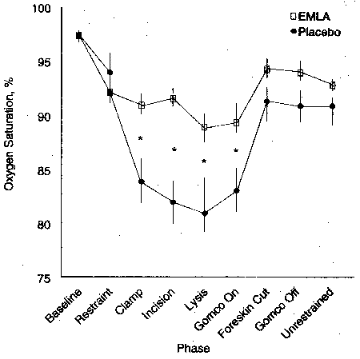 EMLA
Placebo
100
95
90
85
80
75
Oxygen Saturation, %
*
*
*
*
Baseline
Restraint
Clamp
Incision
Lysis
Gomco On
Foreskin Cut
Gomco Off
Unrestrained
Phase